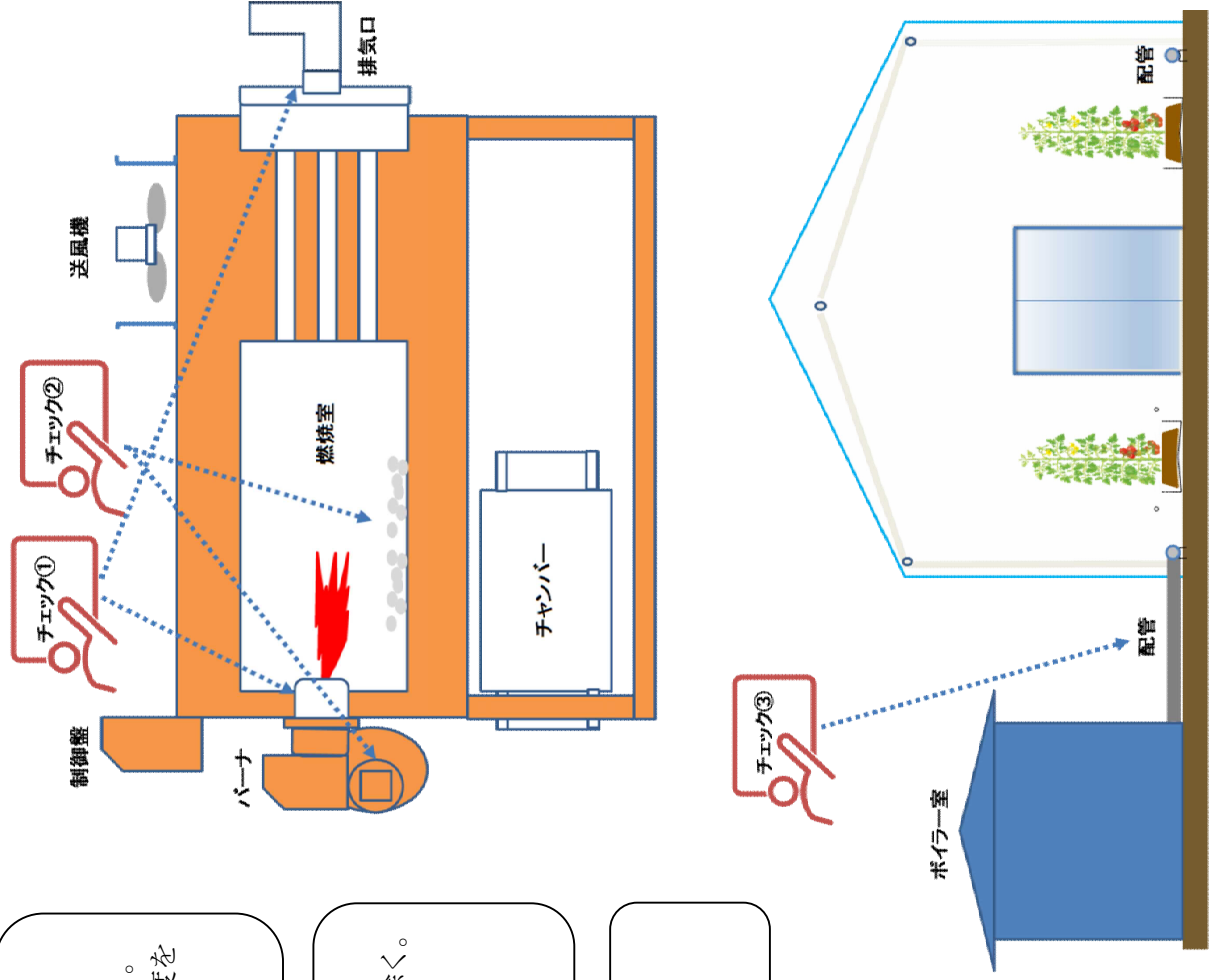 チェック①
チェック②
制御盤
送風機
排気口
バーナ
燃焼室
チャンバー
チェック③
ボイラー室
配管
配管
を
く。